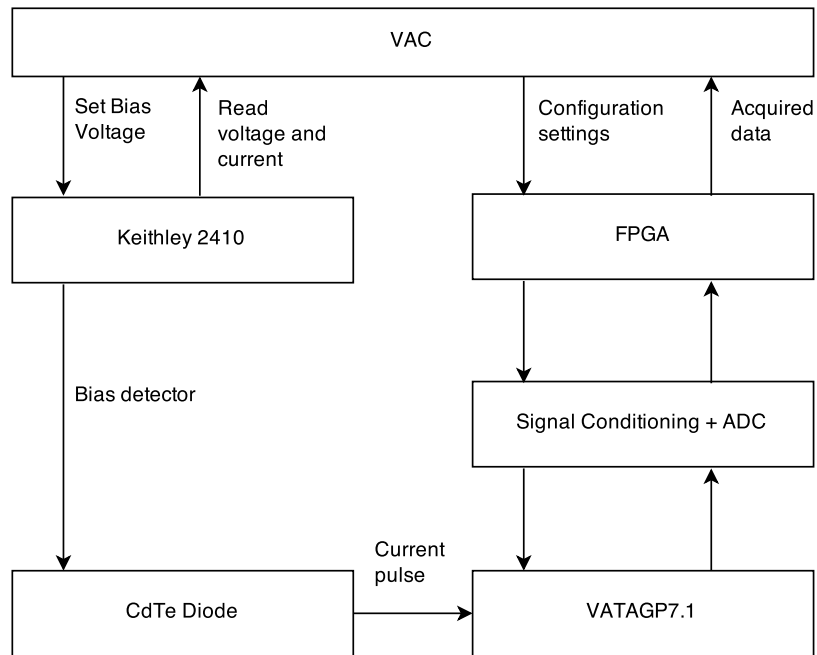 VAC
Set Bias
Voltage
Read
voltage and
current
Configuration
settings
Acquired
data
Keithley 2410
FPGA
Bias detector
Signal Conditioning + ADC
Current
pulse
CdTe Diode
VATAGP7.1